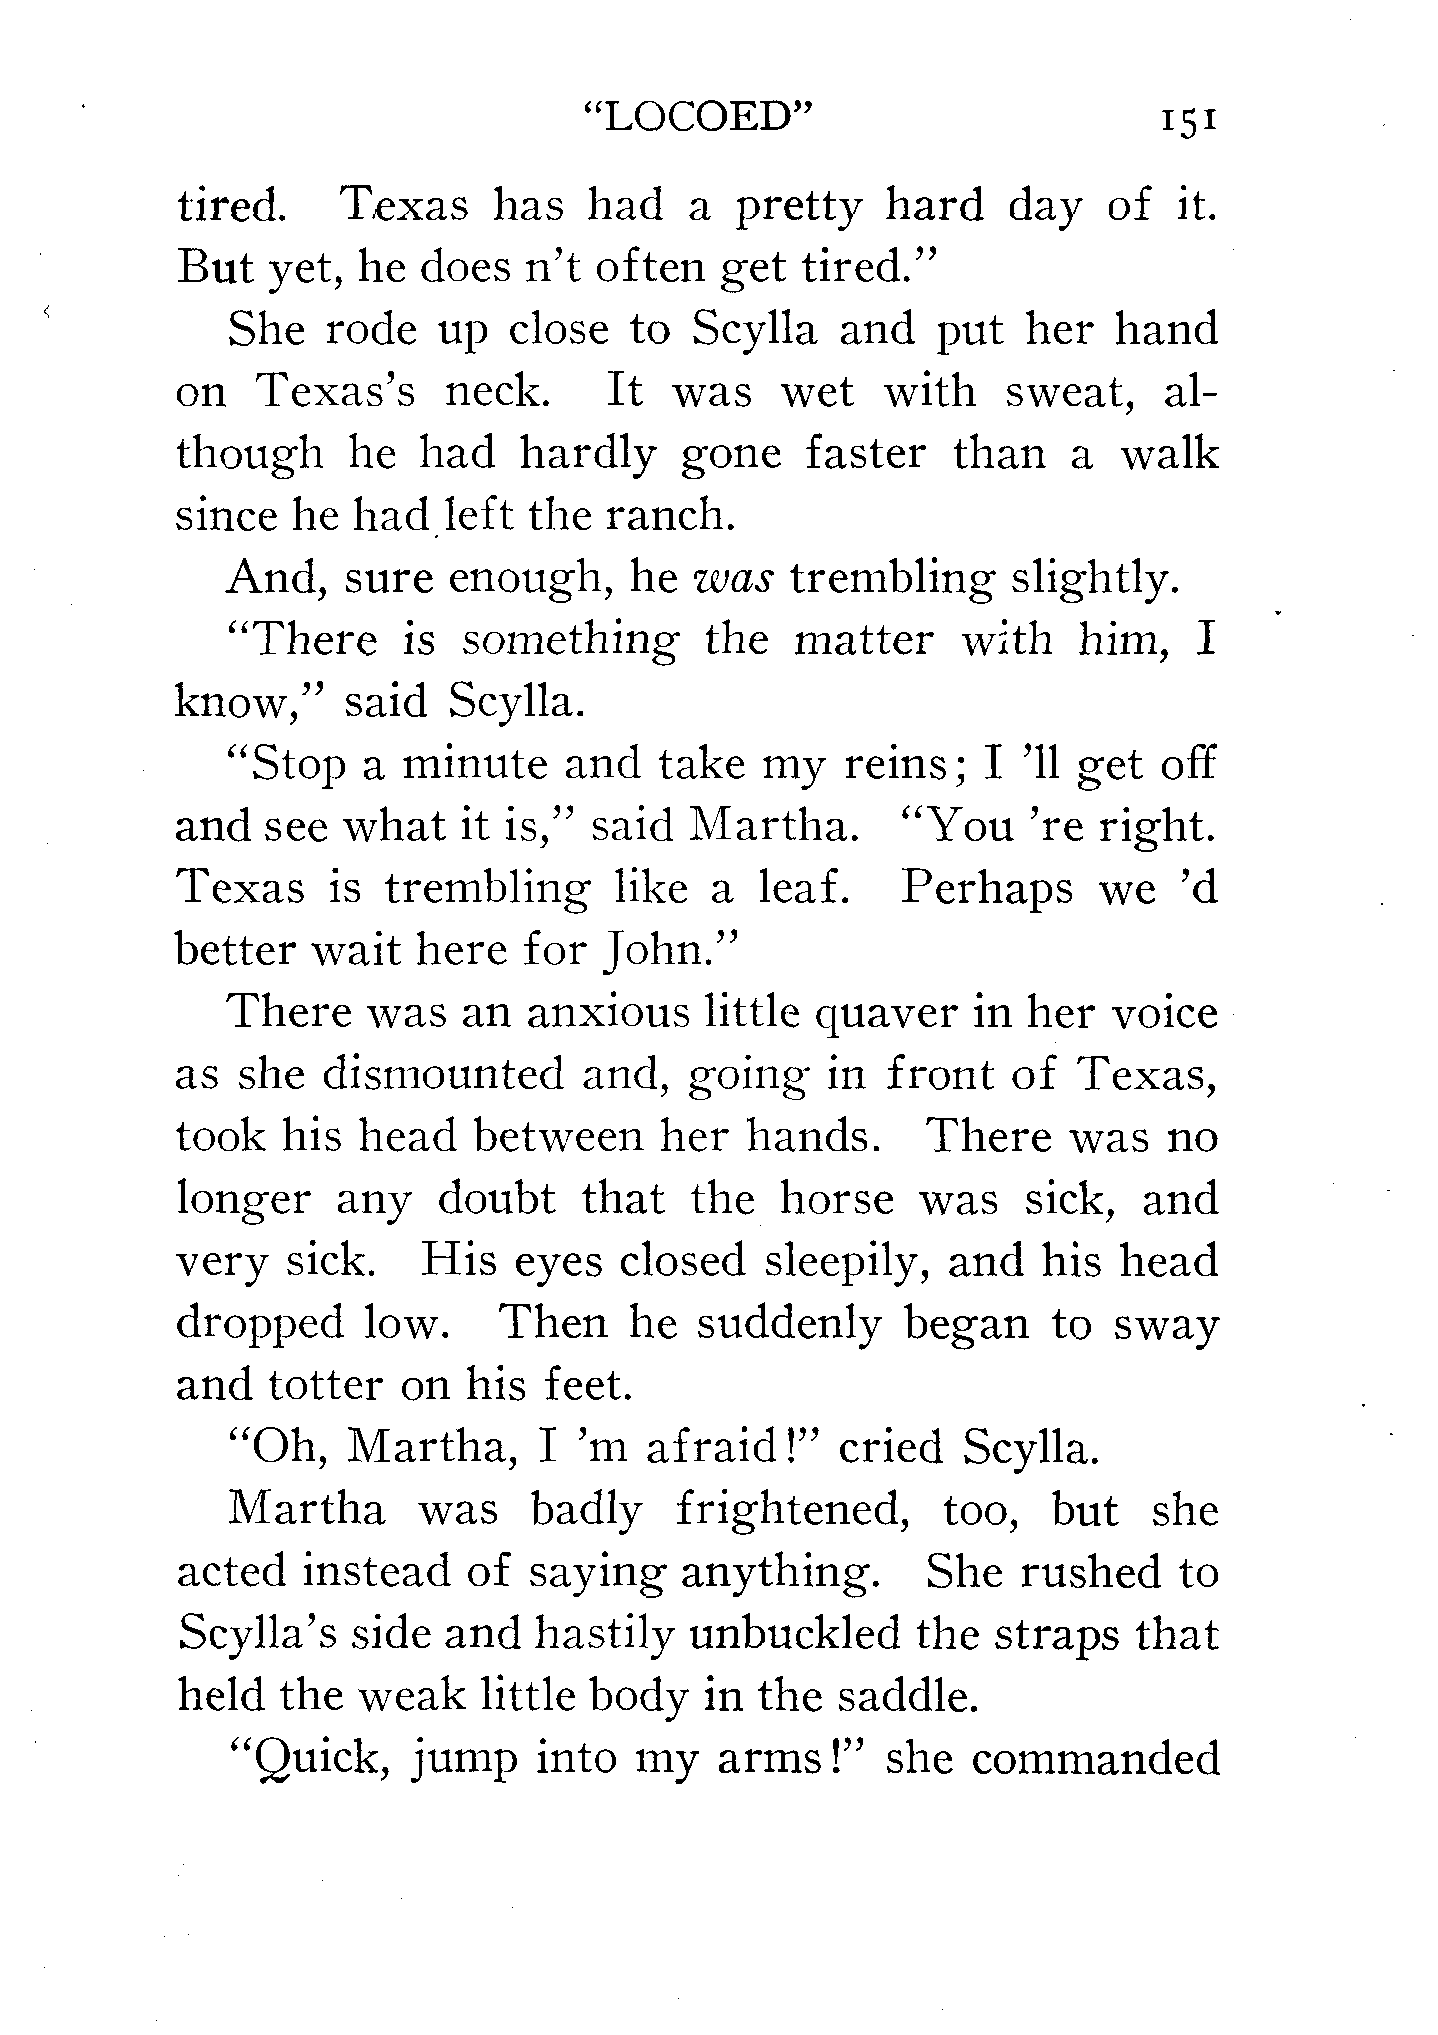 "LOCOED" 151
tired. Texas has had a pretty hard day of it.
But yet, he does n't often get tired."
She rode up close to Scylla and put her hand
on Texas's neck. It was wet with sweat, al-
though he had hardly gone faster than a walk
since he had left the ranch.
And, sure enough, he was trembling slightly.
"There is something the matter with him, I
know," said Scylla.
"Stop a minute and take my reins; I 'll get off
and see what it is," said Martha. "You 're right.
Texas is trembling like a leaf. Perhaps we 'd
better wait here for John."
There was an anxious little quaver in her voice
as she dismounted and, going in front of Texas,
took his head between her hands. There was no
longer any doubt that the horse was sick, and
very sick. His eyes closed sleepily, and his head
dropped low. Then he suddenly began to sway
and totter on his feet.
"Oh, Martha, I 'm afraid!" cried Scylla.
Martha was badly frightened, too, but she
acted instead of saying anything. She rushed to
Scylla's side and hastily unbuckled the straps that
held the weak little body in the saddle.
"Quick, jump into my arms!" she commanded